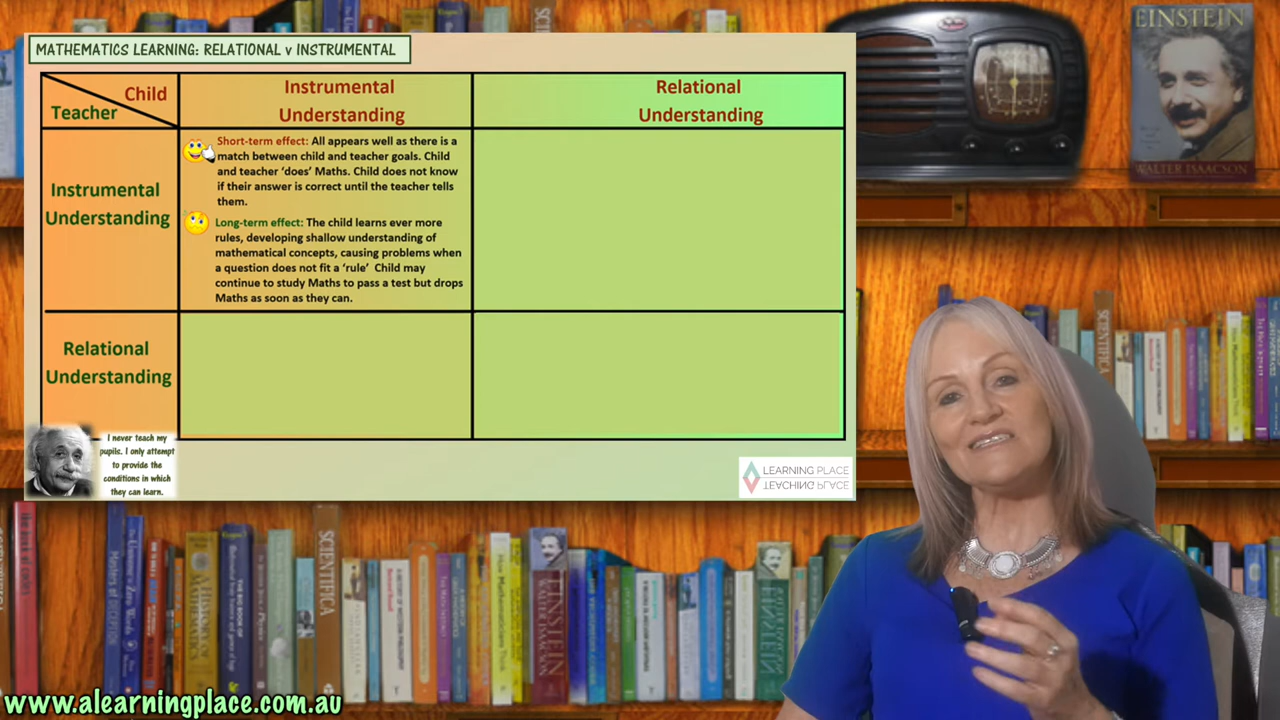 MATHEMATICS LEARNING: RELATIONAL v INSTRUMENTAL
Child
Teacher
Instrumental
Understanding
Relational
Understanding
Instrumental
Understanding
Short-term effect: All appears well as there is a
match between child and teacher goals. Child
and teacher ‘does’ Maths. Child does not know
if their answer is correct until the teacher tells
them.
Long-term effect: The child learns ever more
rules, developing shallow understanding of
mathematical concepts, causing problems when
a question does not fit a ‘rule’ Child may
continue to study Maths to pass a test but drops
Maths as soon as they can.
Relational
Understanding
I never teach my
pupils. I only attempt
to provide the
conditions in which
they can learn.
LEARNING PLACE
TEACHING PLACE
EINSTEIN
WALTER ISAACSON
SCIENTIFICA
SCIENTIFICA
EINSTEIN
WALTER ISAACSON
EINSTEIN
www.alearningplace.com.au